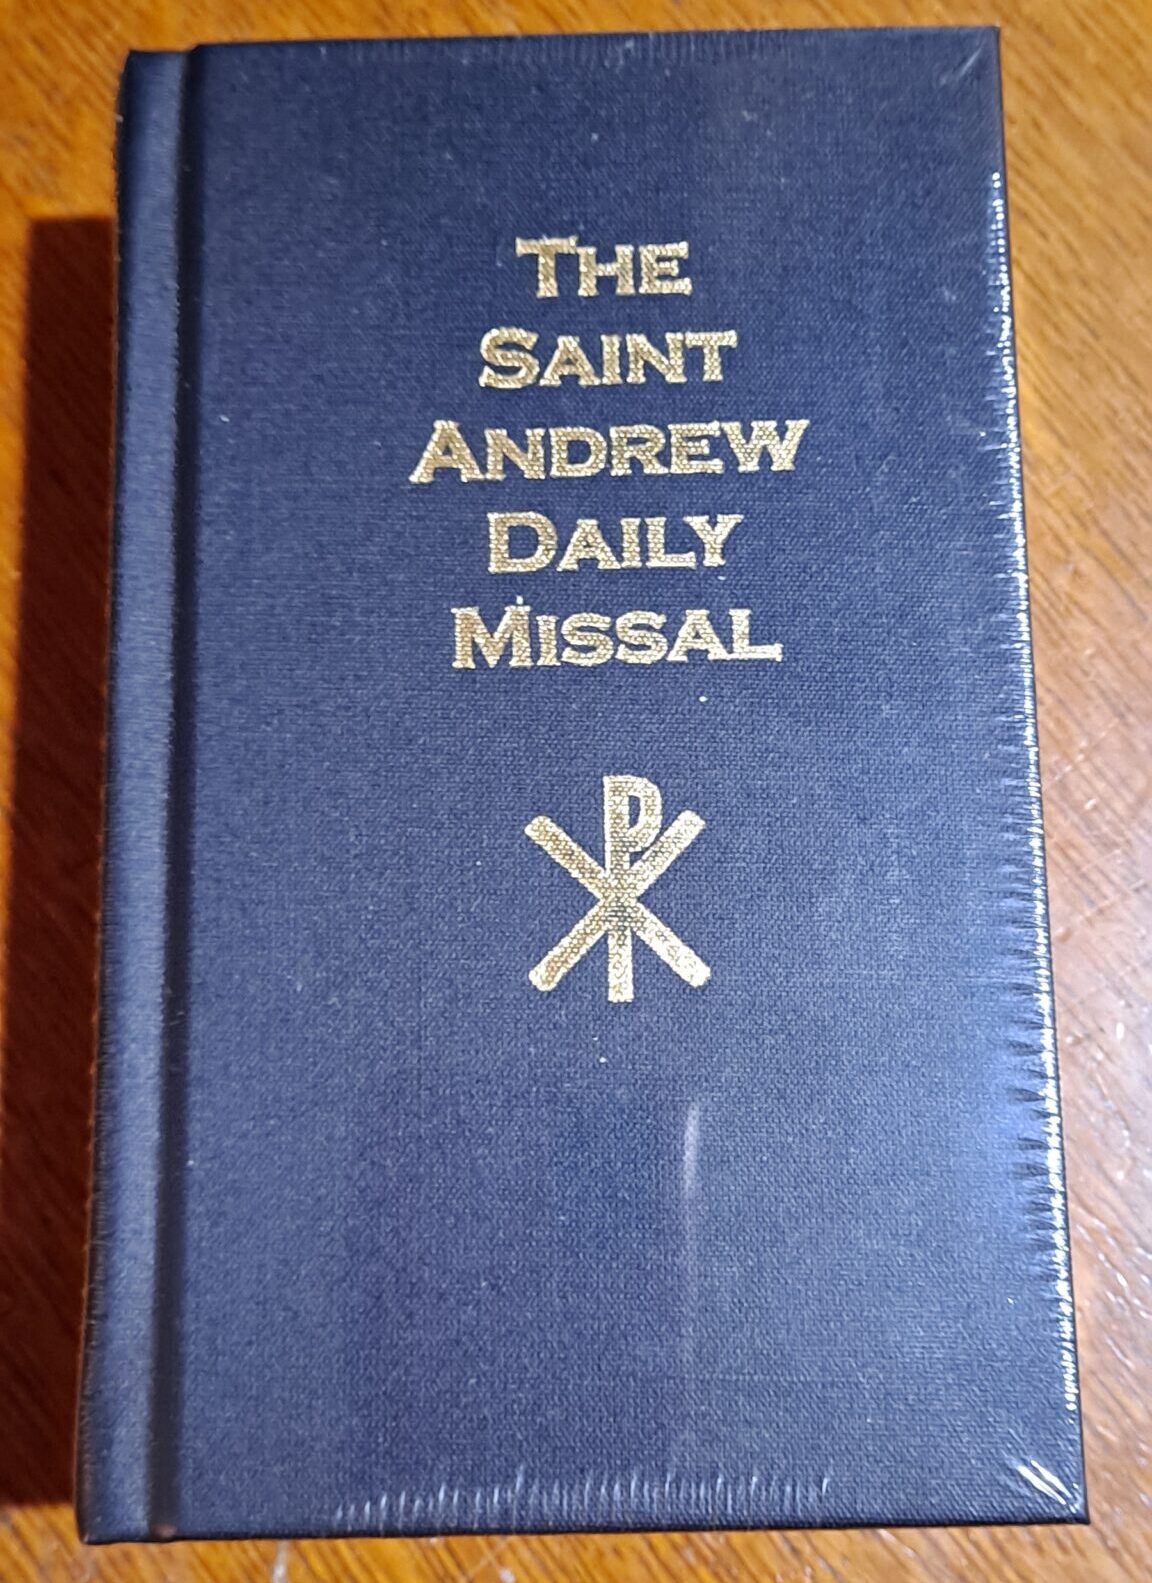 THE
SAINT
ANDREW
DAILY
MISSAL